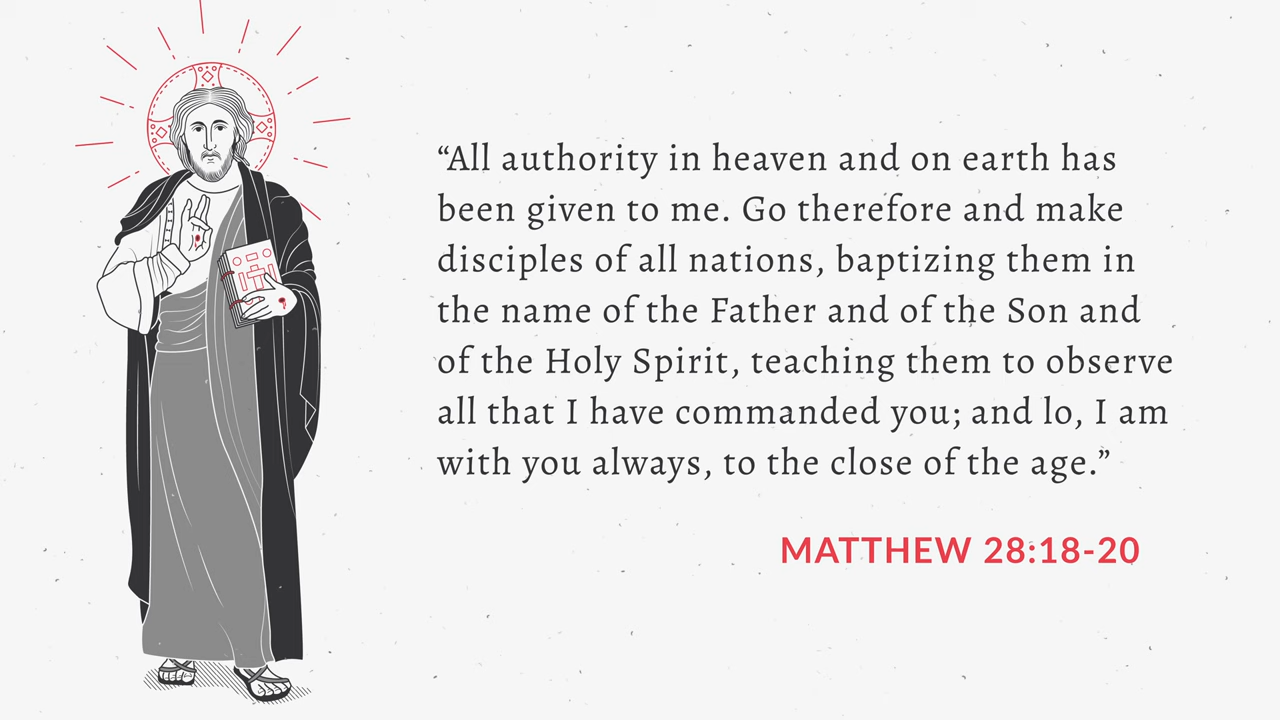 “All authority in heaven and on earth has
been given to me. Go therefore and make
disciples of all nations, baptizing them in
the name of the Father and of the Son and
of the Holy Spirit, teaching them to observe
all that I have commanded you; and lo, I am
with you always, to the close of the age.”
MATTHEW 28:18-20